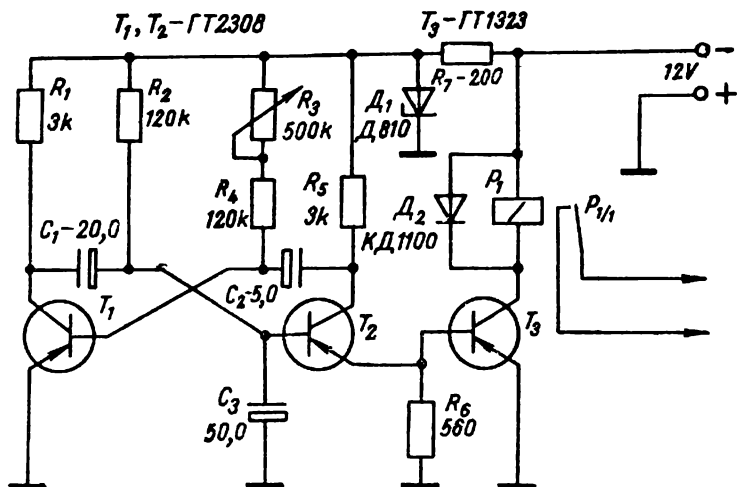 T₁, T₂ – ГТ2308
T₃ – ГТ1323
R₁
3k
R₂
120k
R₃
500k
R₄
120k
R₅
3k
R₇ – 200
Д₁
Д810
12V
–
+
Д₂
КД1100
P₁
P₁/₁
C₁ – 20,0
C₂ – 5,0
T₁
T₂
T₃
C₃
50,0
R₆
560